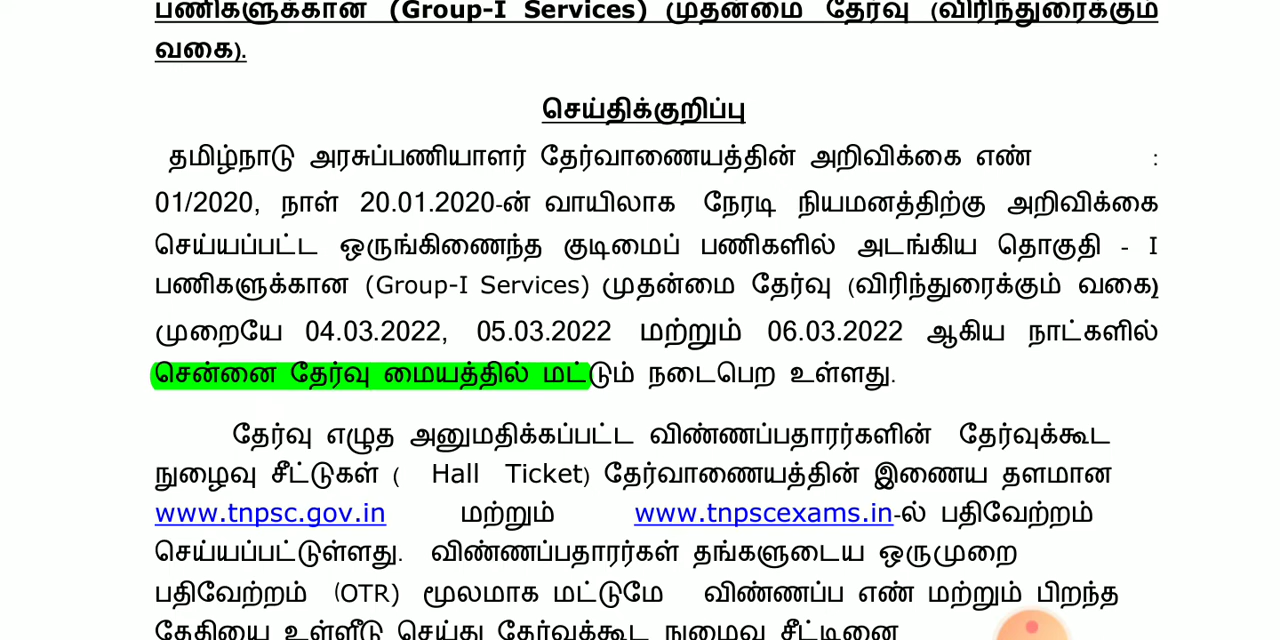 பணிகளுக்கான (Group-I Services) முதன்மை தேர்வு (விரிந்துரைக்கும்
வகை).
செய்திக்குறிப்பு
தமிழ்நாடு அரசுப்பணியாளர் தேர்வாணையத்தின் அறிவிக்கை எண் :
01/2020, நாள் 20.01.2020-ன் வாயிலாக நேரடி நியமனத்திற்கு அறிவிக்கை
செய்யப்பட்ட ஒருங்கிணைந்த குடிமைப் பணிகளில் அடங்கிய தொகுதி - I
பணிகளுக்கான (Group-I Services) முதன்மை தேர்வு (விரிந்துரைக்கும் வகை)
முறையே 04.03.2022, 05.03.2022 மற்றும் 06.03.2022 ஆகிய நாட்களில்
சென்னை தேர்வு மையத்தில் மட்டும் நடைபெற உள்ளது.
தேர்வு எழுத அனுமதிக்கப்பட்ட விண்ணப்பதாரர்களின் தேர்வுக்கூட
நுழைவு சீட்டுகள் ( Hall Ticket) தேர்வாணையத்தின் இணைய தளமான
www.tnpsc.gov.in மற்றும் www.tnpscexams.in-ல் பதிவேற்றம்
செய்யப்பட்டுள்ளது. விண்ணப்பதாரர்கள் தங்களுடைய ஒருமுறை
பதிவேற்றம் (OTR) மூலமாக மட்டுமே விண்ணப்ப எண் மற்றும் பிறந்த
தேதியை உள்ளீடு செய்து தேர்வுக்கூட நுழைவு சீட்டினை